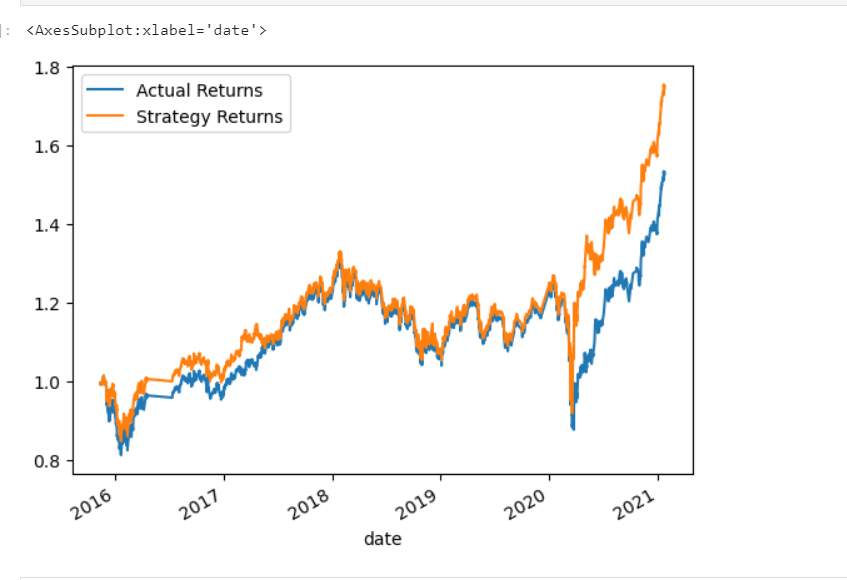 ]: <AxesSubplot:xlabel='date'>
1.8
Actual Returns
Strategy Returns
1.6
1.4
1.2
1.0
0.8
2016 2017 2018 2019 2020 2021
date